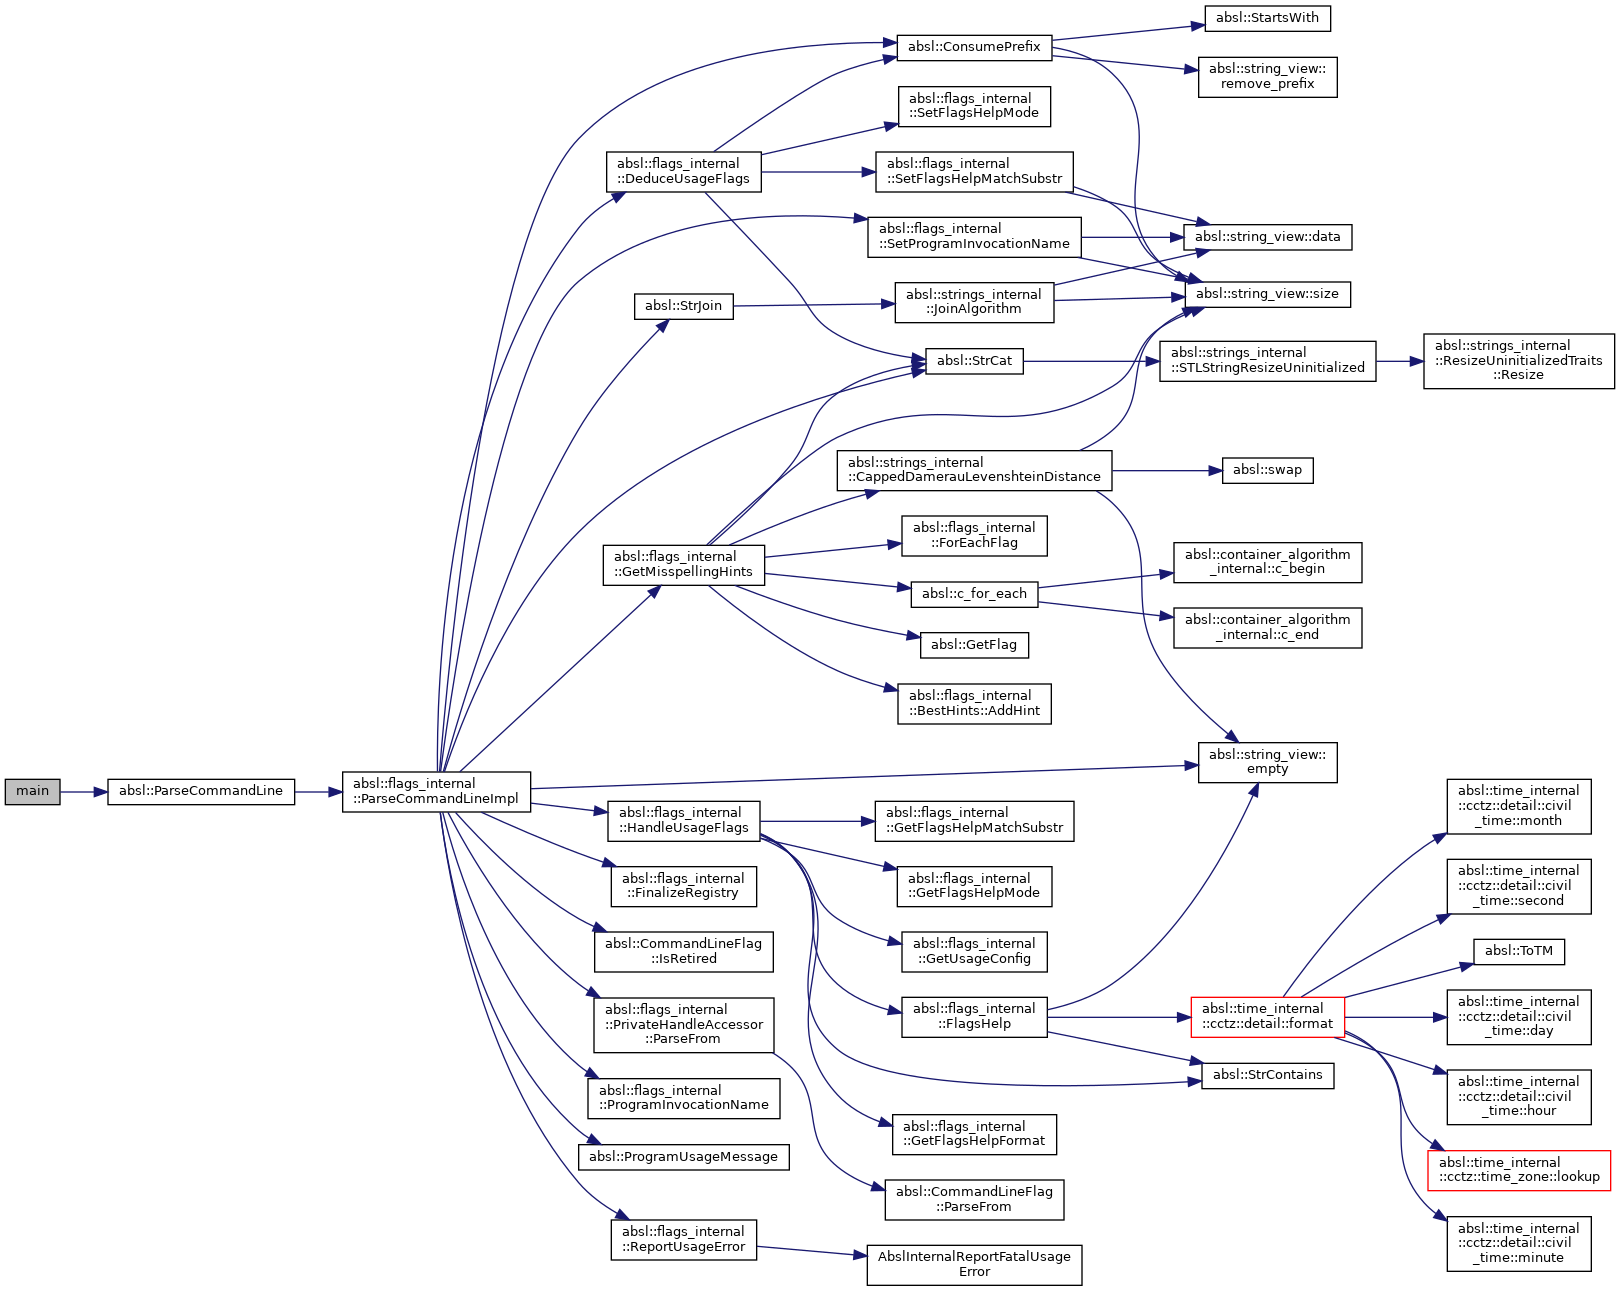 main
absl::ParseCommandLine
absl::flags_internal
::ParseCommandLineImpl
absl::ConsumePrefix
absl::StartsWith
absl::string_view::
remove_prefix
absl::flags_internal
::DeduceUsageFlags
absl::flags_internal
::SetFlagsHelpMode
absl::flags_internal
::SetFlagsHelpMatchSubstr
absl::flags_internal
::SetProgramInvocationName
absl::string_view::data
absl::string_view::size
absl::StrJoin
absl::strings_internal
::JoinAlgorithm
absl::StrCat
absl::strings_internal
::STLStringResizeUninitialized
absl::strings_internal
::ResizeUninitializedTraits
::Resize
absl::flags_internal
::GetMisspellingHints
absl::strings_internal
::CappedDamerauLevenshteinDistance
absl::swap
absl::flags_internal
::ForEachFlag
absl::c_for_each
absl::container_algorithm
_internal::c_begin
absl::container_algorithm
_internal::c_end
absl::GetFlag
absl::flags_internal
::BestHints::AddHint
absl::string_view::
empty
absl::flags_internal
::HandleUsageFlags
absl::flags_internal
::GetFlagsHelpMatchSubstr
absl::flags_internal
::GetFlagsHelpMode
absl::flags_internal
::GetUsageConfig
absl::flags_internal
::FlagsHelp
absl::time_internal
::cctz::detail::format
absl::StrContains
absl::flags_internal
::GetFlagsHelpFormat
absl::time_internal
::cctz::detail::civil
_time::month
absl::time_internal
::cctz::detail::civil
_time::second
absl::ToTM
absl::time_internal
::cctz::detail::civil
_time::day
absl::time_internal
::cctz::detail::civil
_time::hour
absl::time_internal
::cctz::time_zone::lookup
absl::time_internal
::cctz::detail::civil
_time::minute
absl::flags_internal
::FinalizeRegistry
absl::CommandLineFlag
::IsRetired
absl::flags_internal
::PrivateHandleAccessor
::ParseFrom
absl::CommandLineFlag
::ParseFrom
absl::flags_internal
::ProgramInvocationName
absl::ProgramUsageMessage
absl::flags_internal
::ReportUsageError
AbslInternalReportFatalUsage
Error